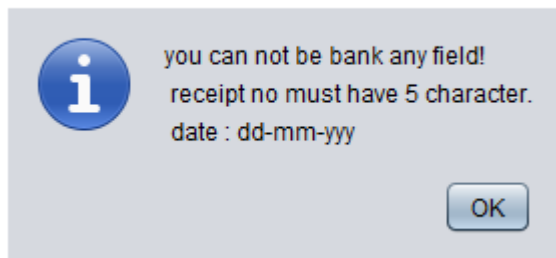 you can not be bank any field!
receipt no must have 5 character.
date : dd-mm-yyy
OK